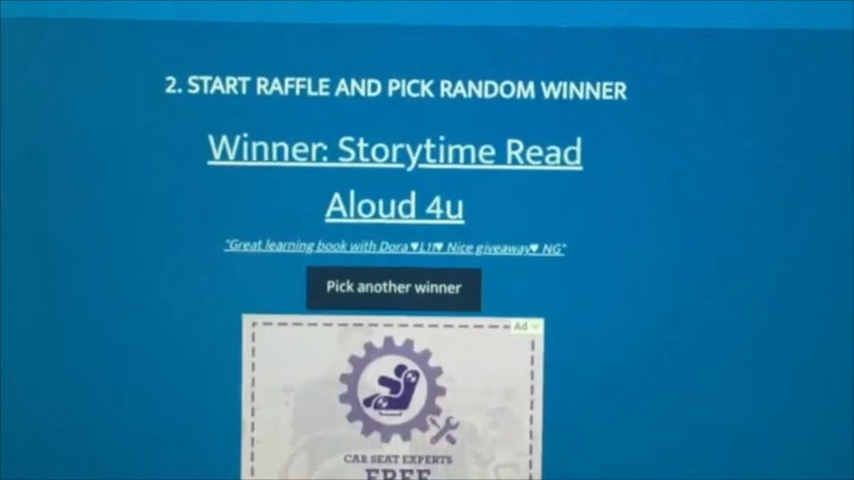 2. START RAFFLE AND PICK RANDOM WINNER
Winner: Storytime Read
Aloud 4u
"Great learning book with Dora♥L11♥ Nice giveaway♥ NG"
Pick another winner
Ad
CAR SEAT EXPERTS
FREE